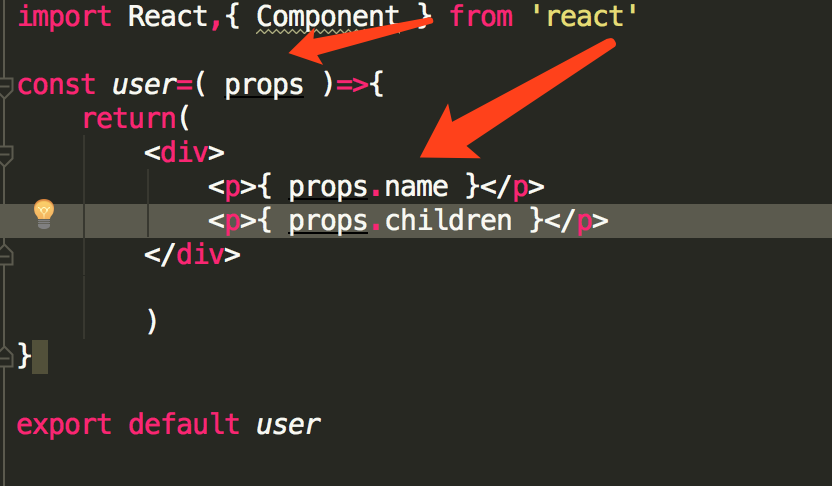 import React,{ Component } from 'react'
const user=( props )=>{
return(
<div>
<p>{ props.name }</p>
<p>{ props.children }</p>
</div>
)
}
export default user